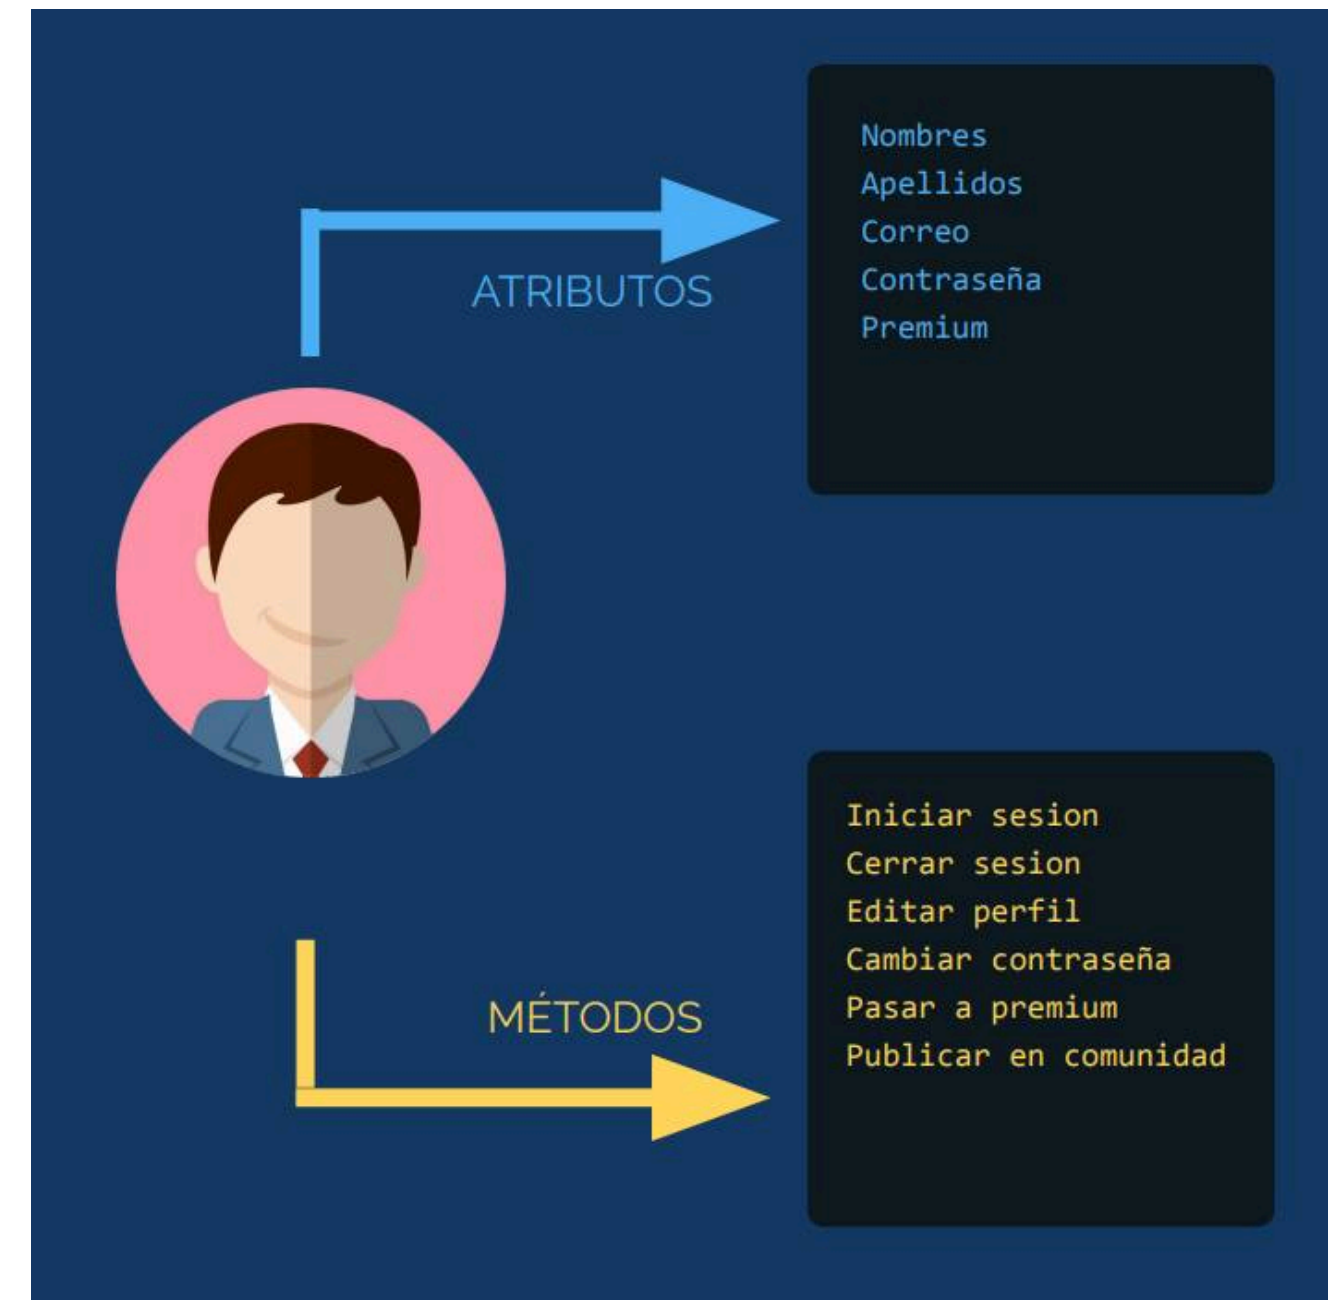 Nombres
Apellidos
Correo
Contraseña
Premium
ATRIBUTOS
MÉTODOS
Iniciar sesion
Cerrar sesion
Editar perfil
Cambiar contraseña
Pasar a premium
Publicar en comunidad